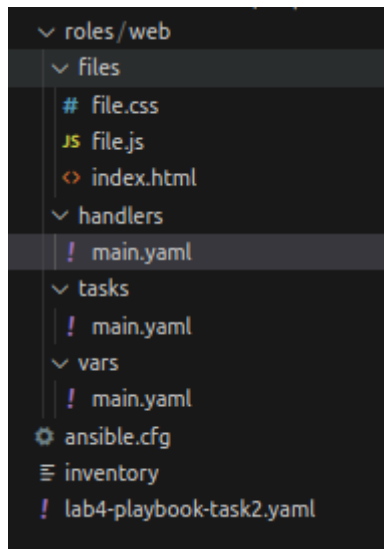 roles/web
files
# file.css
JS file.js
<> index.html
handlers
! main.yaml
tasks
! main.yaml
vars
! main.yaml
ansible.cfg
inventory
! lab4-playbook-task2.yaml